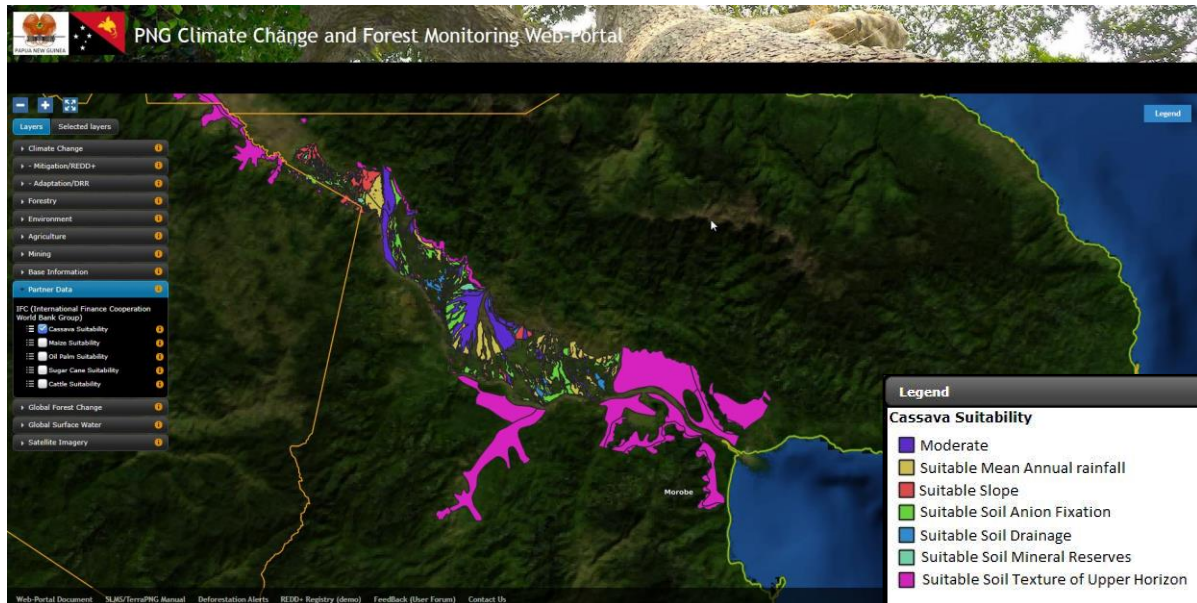 PAPUA NEW GUINEA
PNG Climate Change and Forest Monitoring Web-Portal
Legend
Layers Selected layers
Climate Change
- Mitigation/REDD+
- Adaptation/DRR
Forestry
Environment
Agriculture
Mining
Base Information
Partner Data
IFC (International Finance Cooperation
World Bank Group)
Cassava Suitability
Maize Suitability
Oil Palm Suitability
Sugar Cane Suitability
Cattle Suitability
Global Forest Change
Global Surface Water
Satellite Imagery
Morobe
Legend
Cassava Suitability
Moderate
Suitable Mean Annual rainfall
Suitable Slope
Suitable Soil Anion Fixation
Suitable Soil Drainage
Suitable Soil Mineral Reserves
Suitable Soil Texture of Upper Horizon
Web-Portal Document SLMS/TerraPNG Manual Deforestation Alerts REDD+ Registry (demo) FeedBack (User Forum) Contact Us